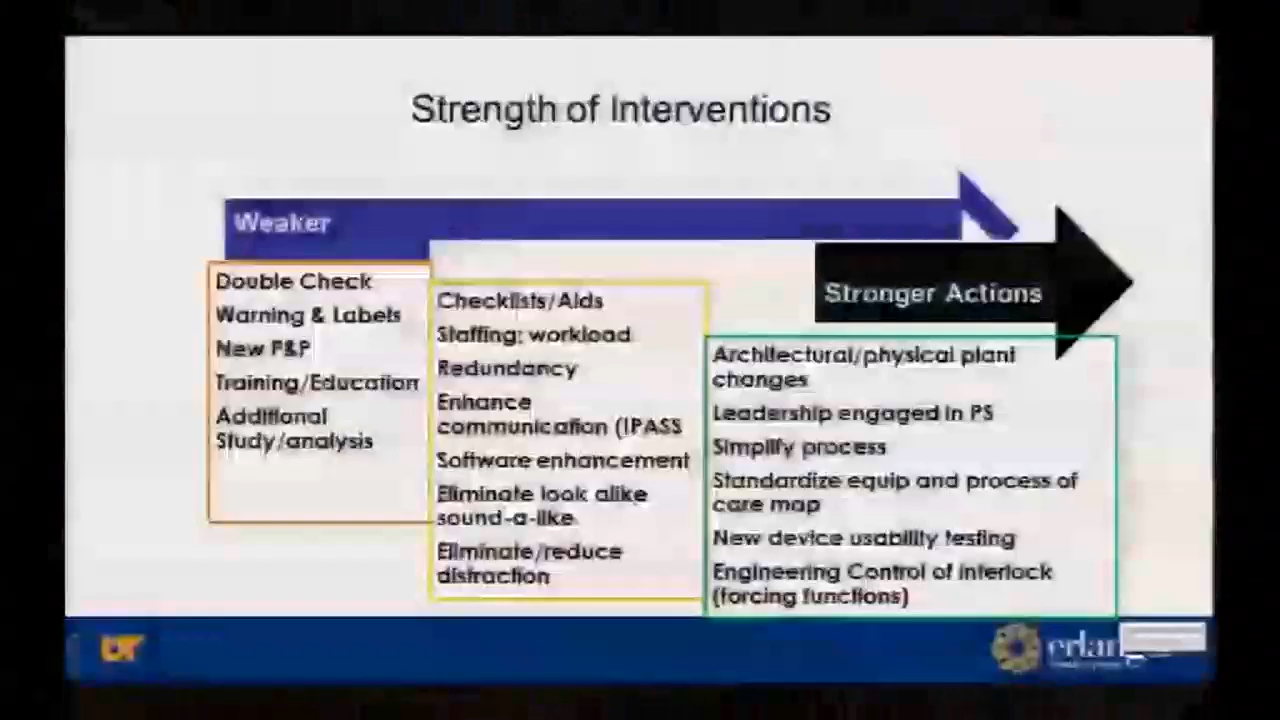 Strength of Interventions
Weaker
Stronger Actions
Double Check
Warning & Labels
New P&P
Training/Education
Additional
Study/analysis
Checklists/Aids
Staffing; workload
Redundancy
Enhance
communication (IPASS
Software enhancement
Eliminate look alike
sound-a-like
Eliminate/reduce
distraction
Architectural/physical plant
changes
Leadership engaged in PS
Simplify process
Standardize equip and process of
care map
New device usability testing
Engineering Control of interlock
(forcing functions)
UT